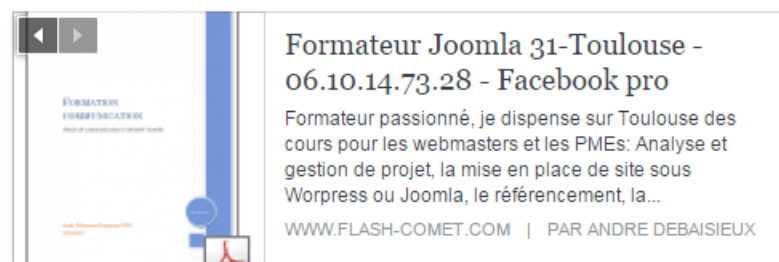 Formateur Joomla 31-Toulouse -
06.10.14.73.28 - Facebook pro
Formateur passionné, je dispense sur Toulouse des
cours pour les webmasters et les PMEs: Analyse et
gestion de projet, la mise en place de site sous
Worpress ou Joomla, le référencement, la...
WWW.FLASH-COMET.COM | PAR ANDRE DEBAISIEUX
FORMATION
COMMUNICATION